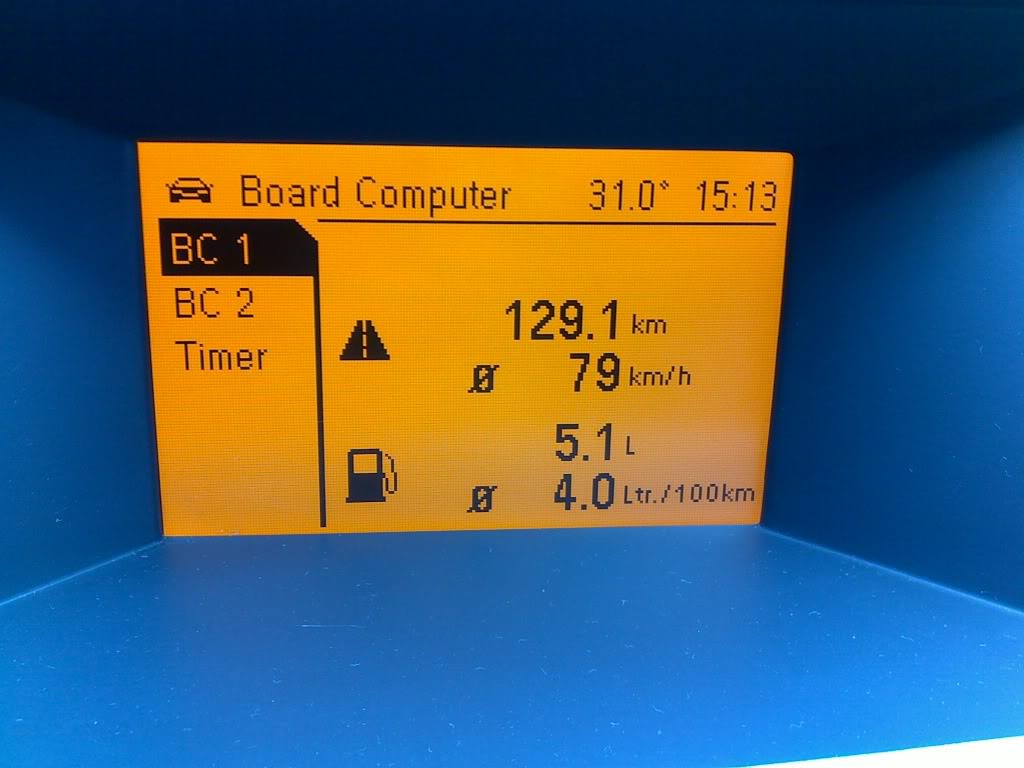 Board Computer 31.0° 15:13
BC 1
BC 2
Timer
129.1 km
Ø 79 km/h
5.1 L
Ø 4.0 Ltr./100km